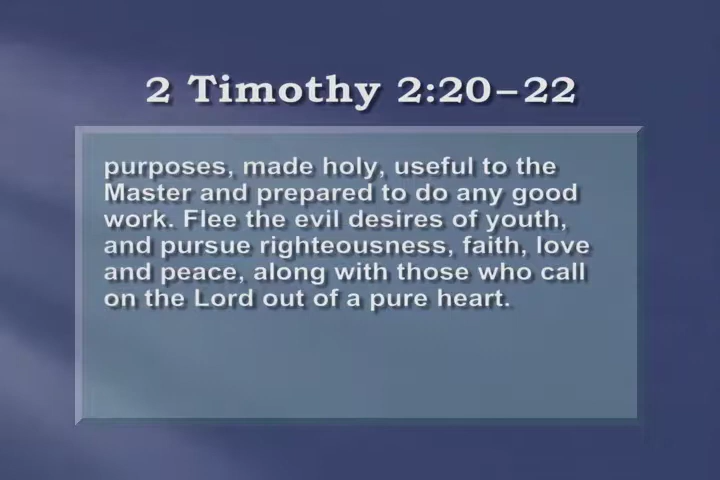 2 Timothy 2:20–22
purposes, made holy, useful to the
Master and prepared to do any good
work. Flee the evil desires of youth,
and pursue righteousness, faith, love
and peace, along with those who call
on the Lord out of a pure heart.